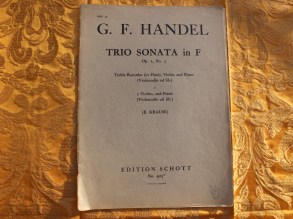 G. F. HANDEL
TRIO SONATA in F
Treble Recorder (or Flute), Violin and Piano
(Violoncello ad lib.)
2 Violins, and Piano
(Violoncello ad lib.)
EDITION SCHOTT